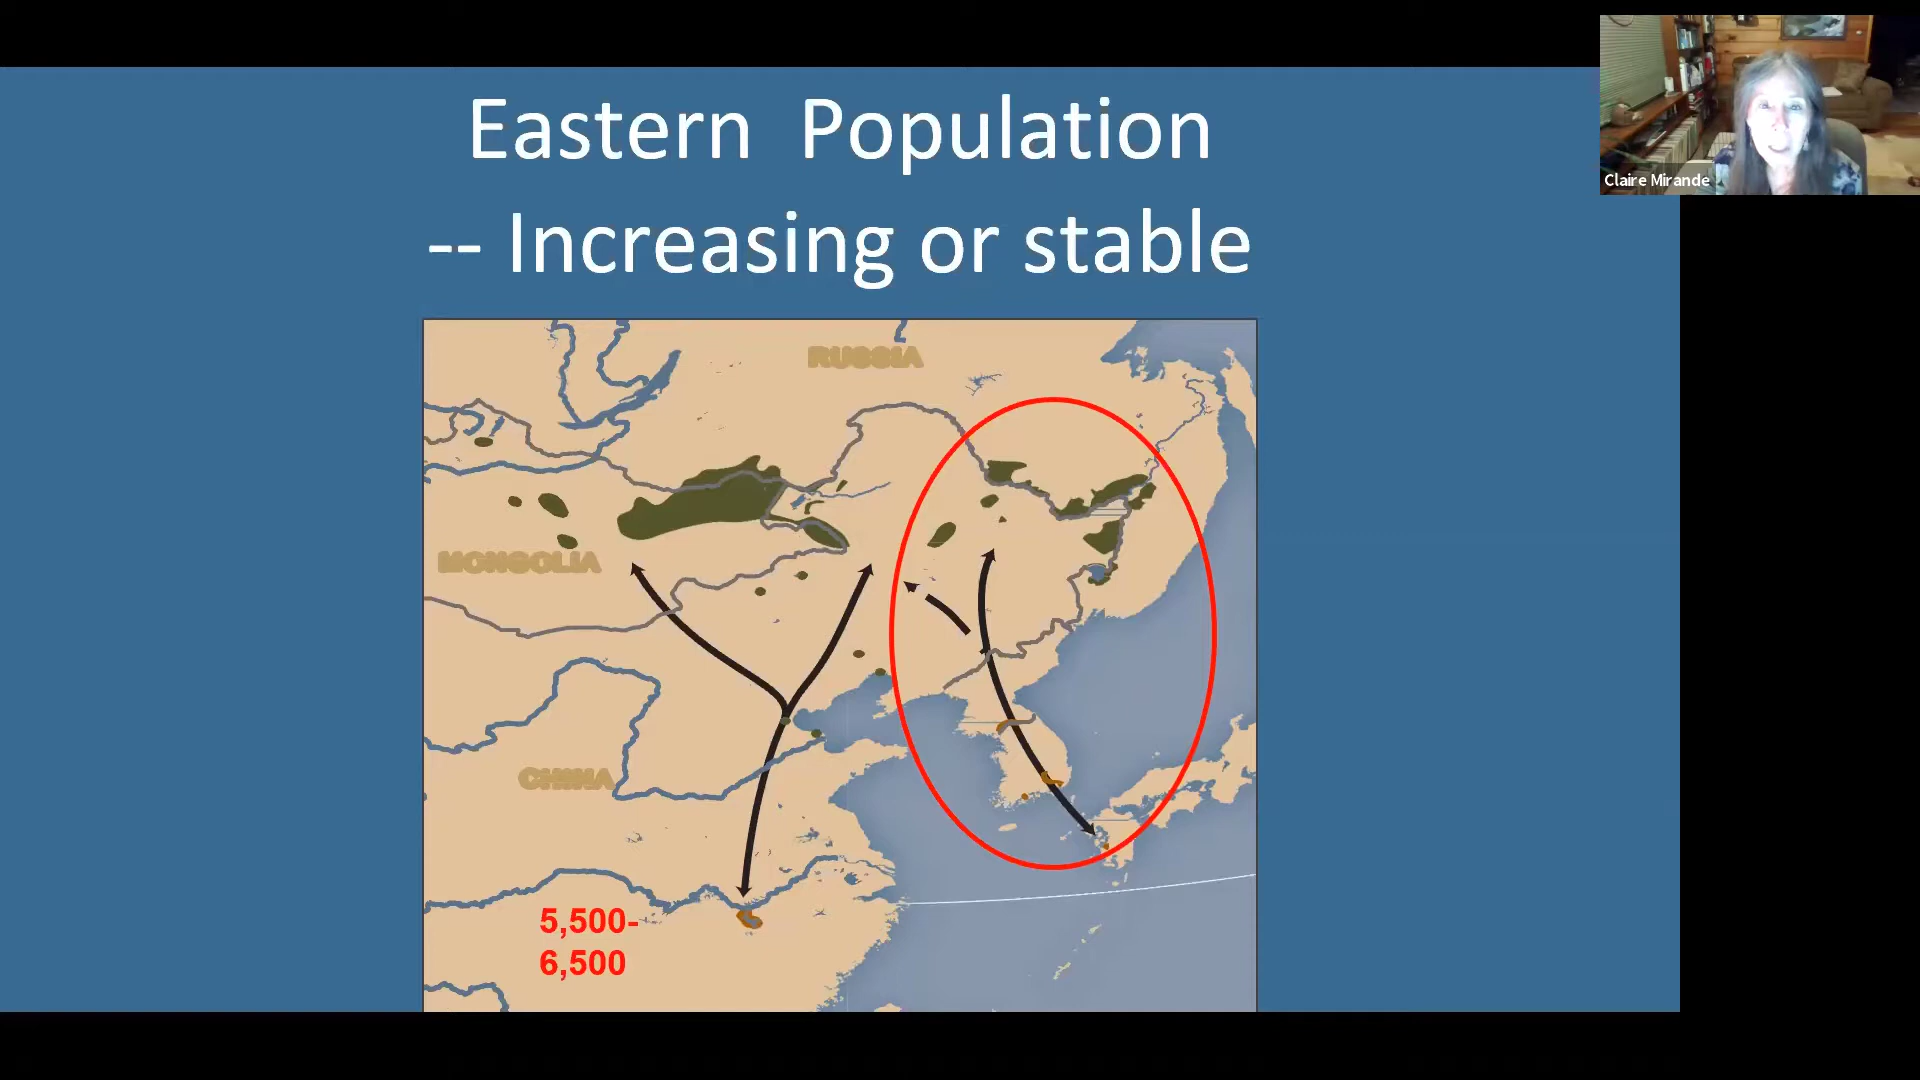 Eastern Population
-- Increasing or stable
Claire Mirande
RUSSIA
MONGOLIA
CHINA
5,500-
6,500